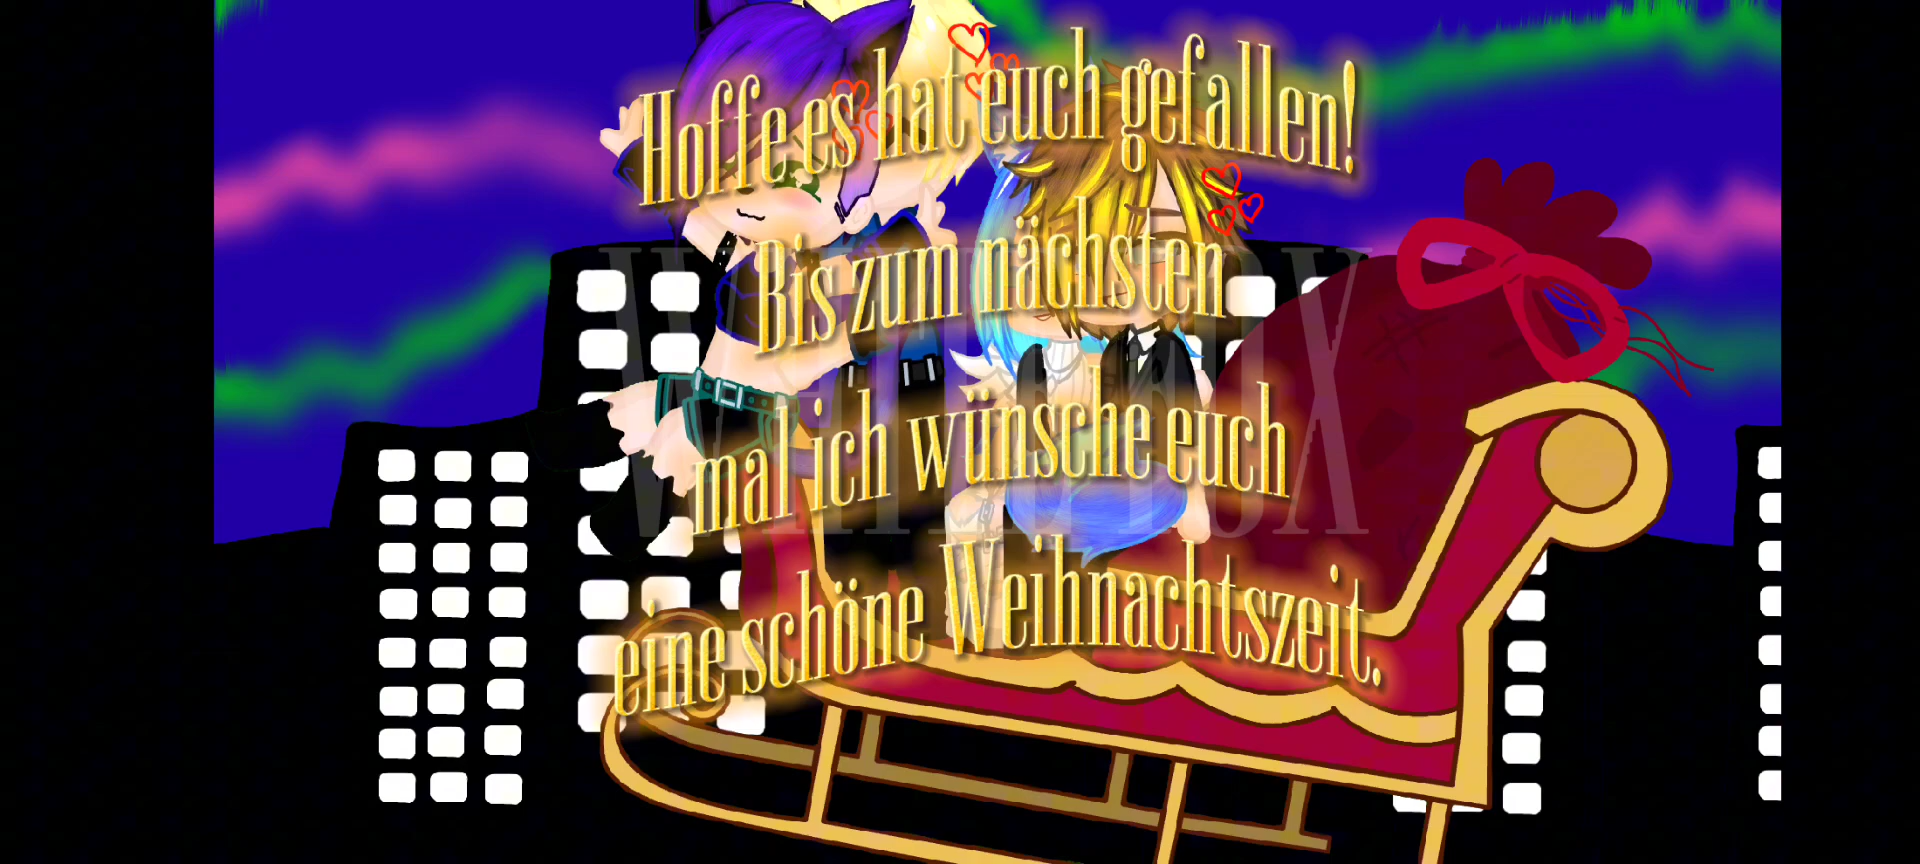 Hoffe es hat euch gefallen!
Bis zum nächsten
mal ich wünsche euch
eine schöne Weihnachtszeit.